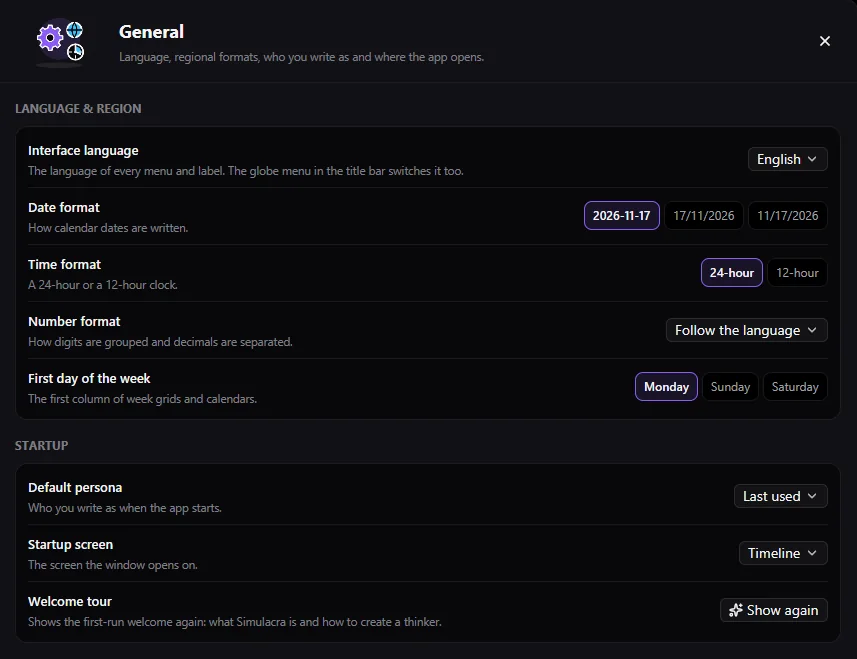 General
Language, regional formats, who you write as and where the app opens.
LANGUAGE & REGION
Interface language
The language of every menu and label. The globe menu in the title bar switches it too.
English
Date format
How calendar dates are written.
2026-11-17
17/11/2026
11/17/2026
Time format
A 24-hour or a 12-hour clock.
24-hour
12-hour
Number format
How digits are grouped and decimals are separated.
Follow the language
First day of the week
The first column of week grids and calendars.
Monday
Sunday
Saturday
STARTUP
Default persona
Who you write as when the app starts.
Last used
Startup screen
The screen the window opens on.
Timeline
Welcome tour
Shows the first-run welcome again: what Simulacra is and how to create a thinker.
Show again